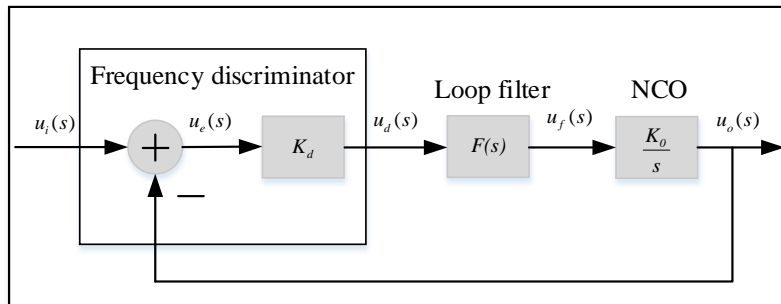 Frequency discriminator
Loop filter
NCO
u_i(s)
+
u_e(s)
K_d
u_d(s)
F(s)
u_f(s)
K_0
s
u_o(s)
−